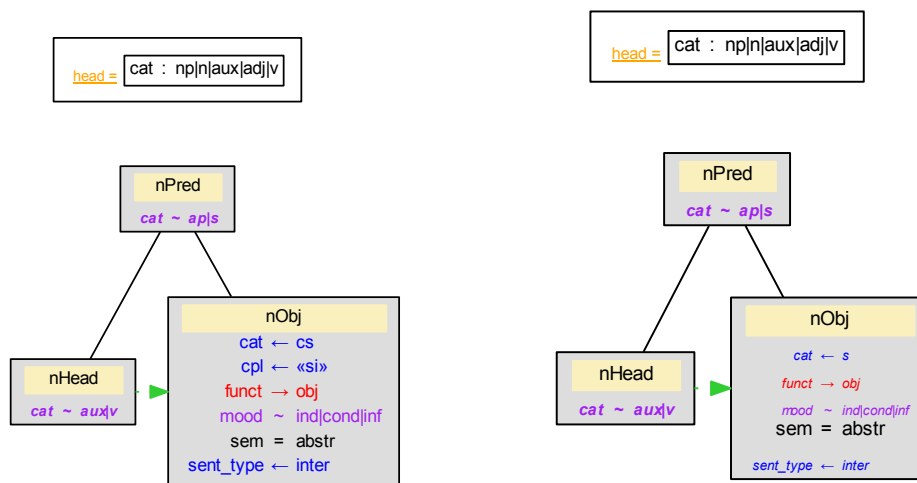 head = cat : np|n|aux|adj|v
nPred
cat ~ ap|s
nHead
cat ~ aux|v
nObj
cat ← cs
cpl ← «si»
funct → obj
mood ~ ind|cond|inf
sem = abstr
sent_type ← inter
head = cat : np|n|aux|adj|v
nPred
cat ~ ap|s
nHead
cat ~ aux|v
nObj
cat ← s
funct → obj
mood ~ ind|cond|inf
sem = abstr
sent_type ← inter